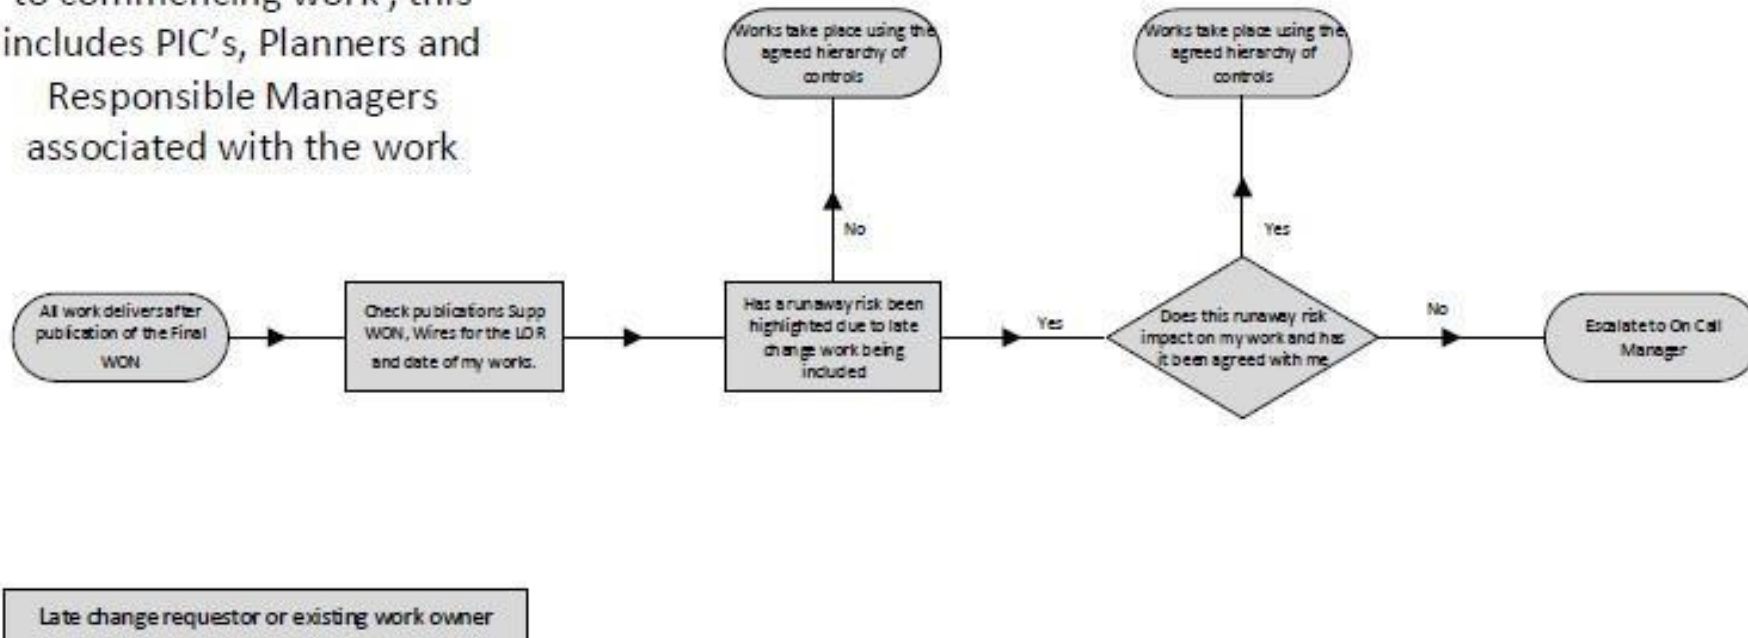 to commencing work , this
includes PIC's, Planners and
Responsible Managers
associated with the work
Works take place using the
agreed hierarchy of
controls
Works take place using the
agreed hierarchy of
controls
No
Yes
All work delivers after
publication of the Final
WON
Check publications Supp
WON, Wires for the LOR
and date of my works.
Has a runaway risk been
highlighted due to late
change work being
included
Yes
Does this runaway risk
impact on my work and has
it been agreed with me
No
Escalate to On Call
Manager
Late change requestor or existing work owner